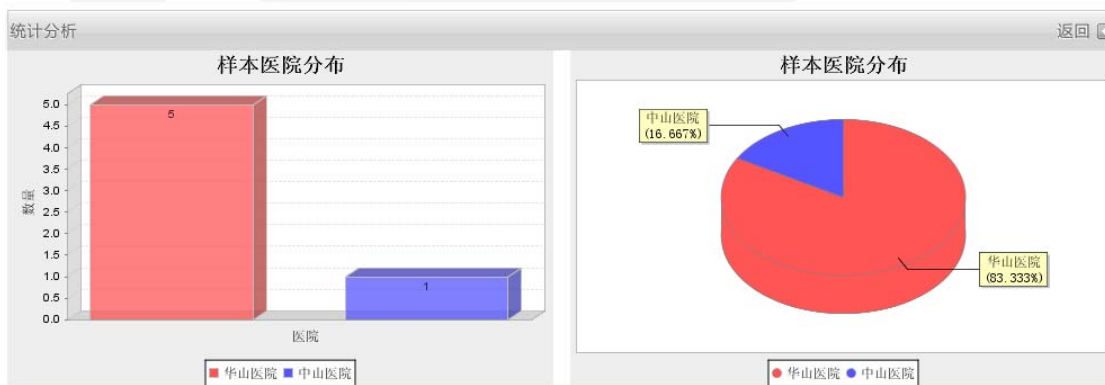 统计分析
返回
样本医院分布
5.0
4.5
4.0
3.5
3.0
2.5
2.0
1.5
1.0
0.5
0.0
数量
5
1
医院
华山医院 中山医院
样本医院分布
中山医院
(16.667%)
华山医院
(83.333%)
华山医院 中山医院